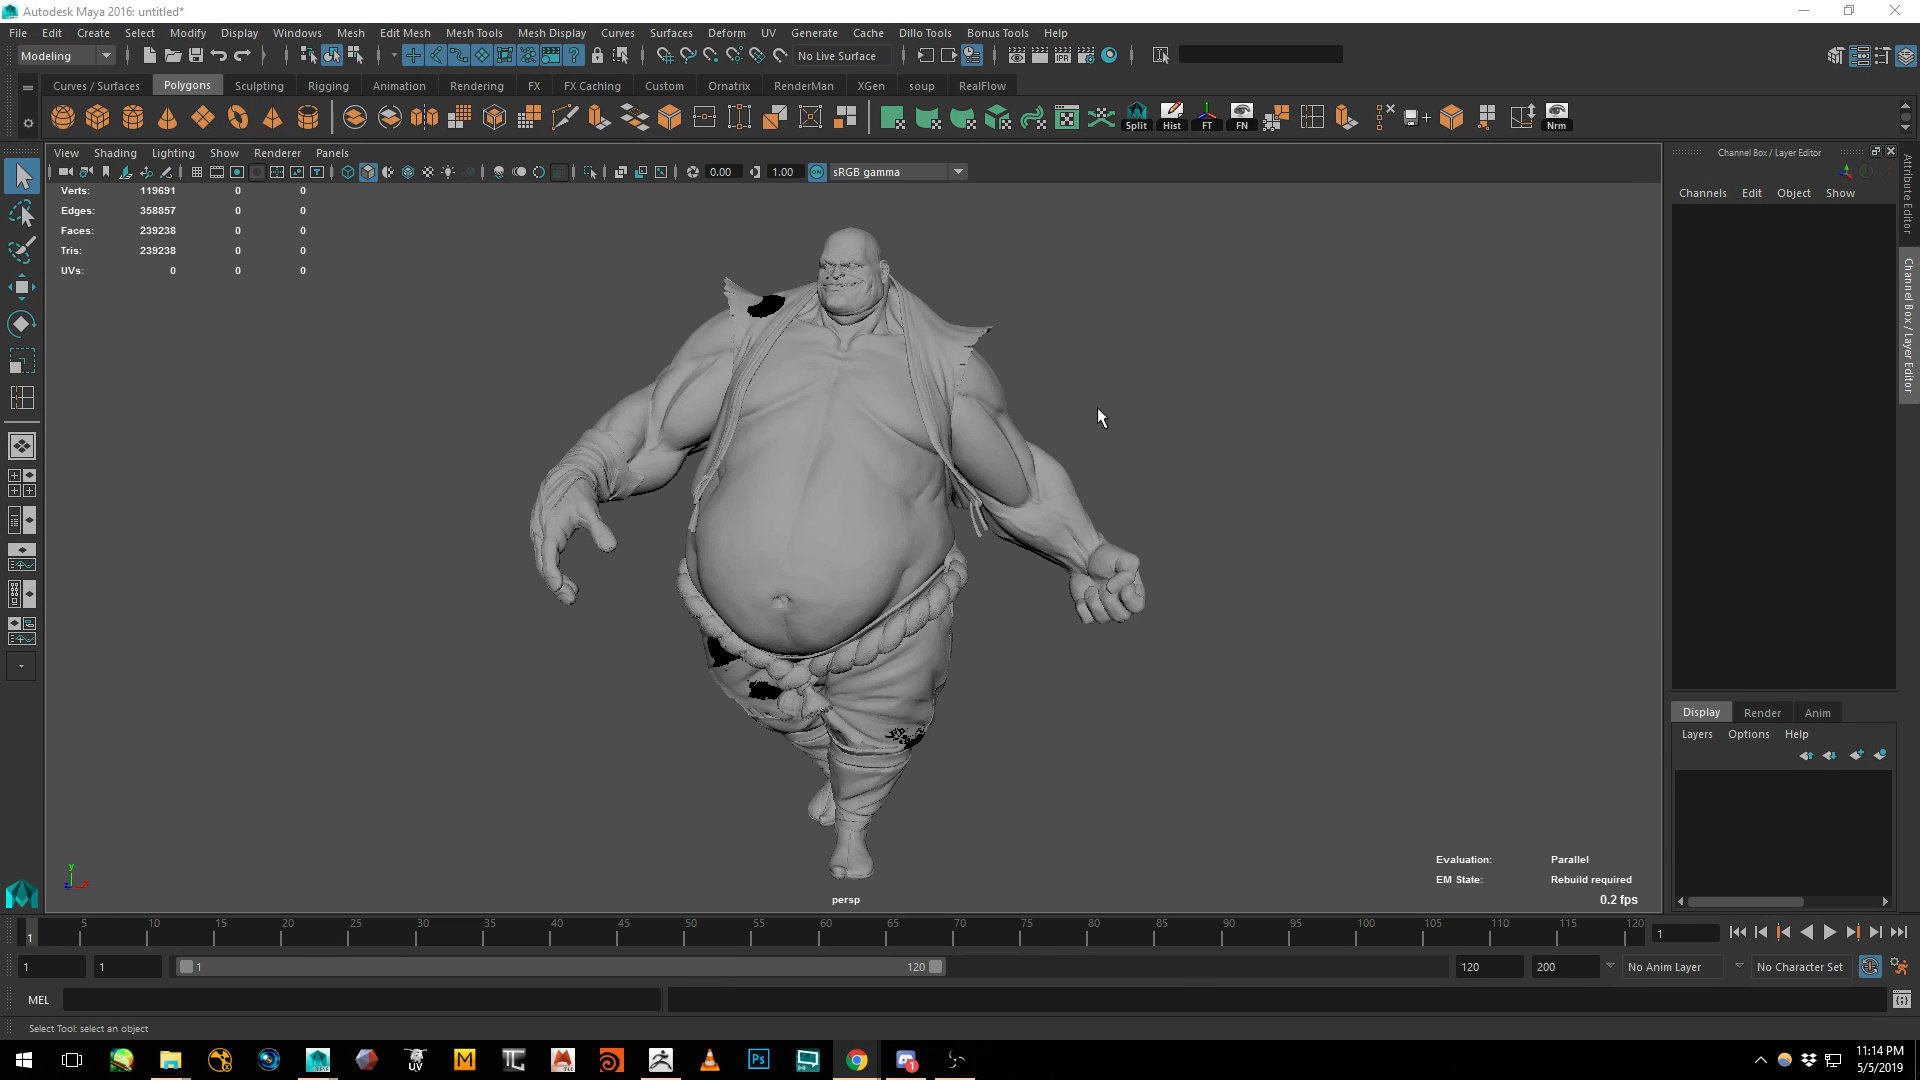 Autodesk Maya 2016: untitled*
File Edit Create Select Modify Display Windows Mesh Edit Mesh Mesh Tools Mesh Display Curves Surfaces Deform UV Generate Cache Dillo Tools Bonus Tools Help
Modeling No Live Surface
Curves / Surfaces Polygons Sculpting Rigging Animation Rendering FX FX Caching Custom Ornatrix RenderMan XGen soup RealFlow
Split Hist FT FN Nrm
View Shading Lighting Show Renderer Panels
0.00 1.00 ON sRGB gamma
Verts: 119691 0 0
Edges: 358857 0 0
Faces: 239238 0 0
Tris: 239238 0 0
UVs: 0 0 0
Channel Box / Layer Editor
Channels Edit Object Show
Attribute Editor
Channel Box / Layer Editor
Display Render Anim
Layers Options Help
Evaluation: Parallel
EM State: Rebuild required
0.2 fps
persp
y
z x
1 5 10 15 20 25 30 35 40 45 50 55 60 65 70 75 80 85 90 95 100 105 110 115 120 1
1 1 1 120 120 200 No Anim Layer No Character Set
MEL
Select Tool: select an object
UV M Ps 1
11:14 PM
5/5/2019